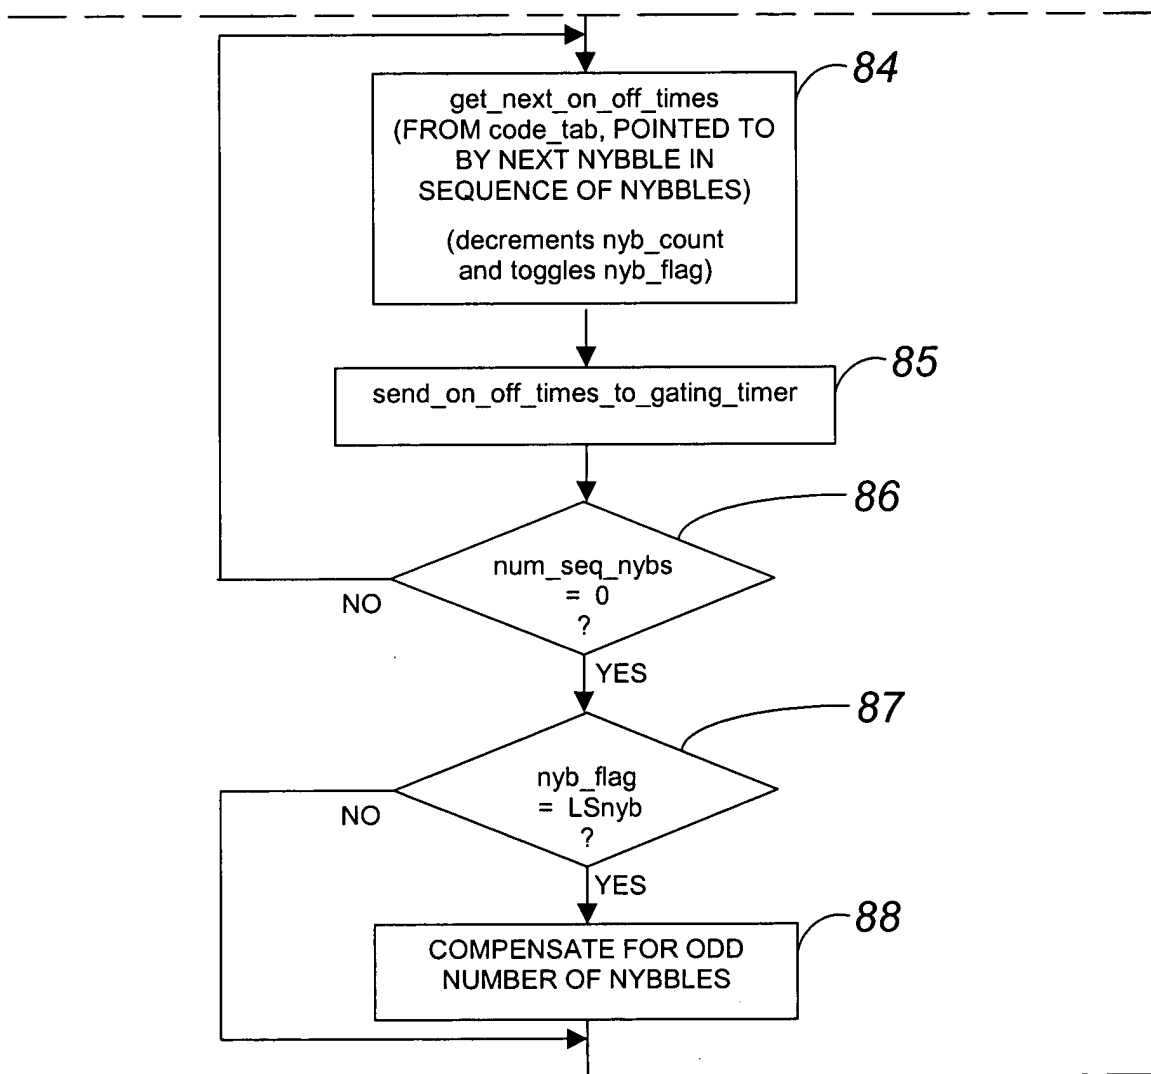 84
get_next_on_off_times
(FROM code_tab, POINTED TO
BY NEXT NYBBLE IN
SEQUENCE OF NYBBLES)
(decrements nyb_count
and toggles nyb_flag)
85
send_on_off_times_to_gating_timer
86
num_seq_nybs
= 0
?
NO
YES
87
nyb_flag
= LSnyb
?
NO
YES
88
COMPENSATE FOR ODD
NUMBER OF NYBBLES